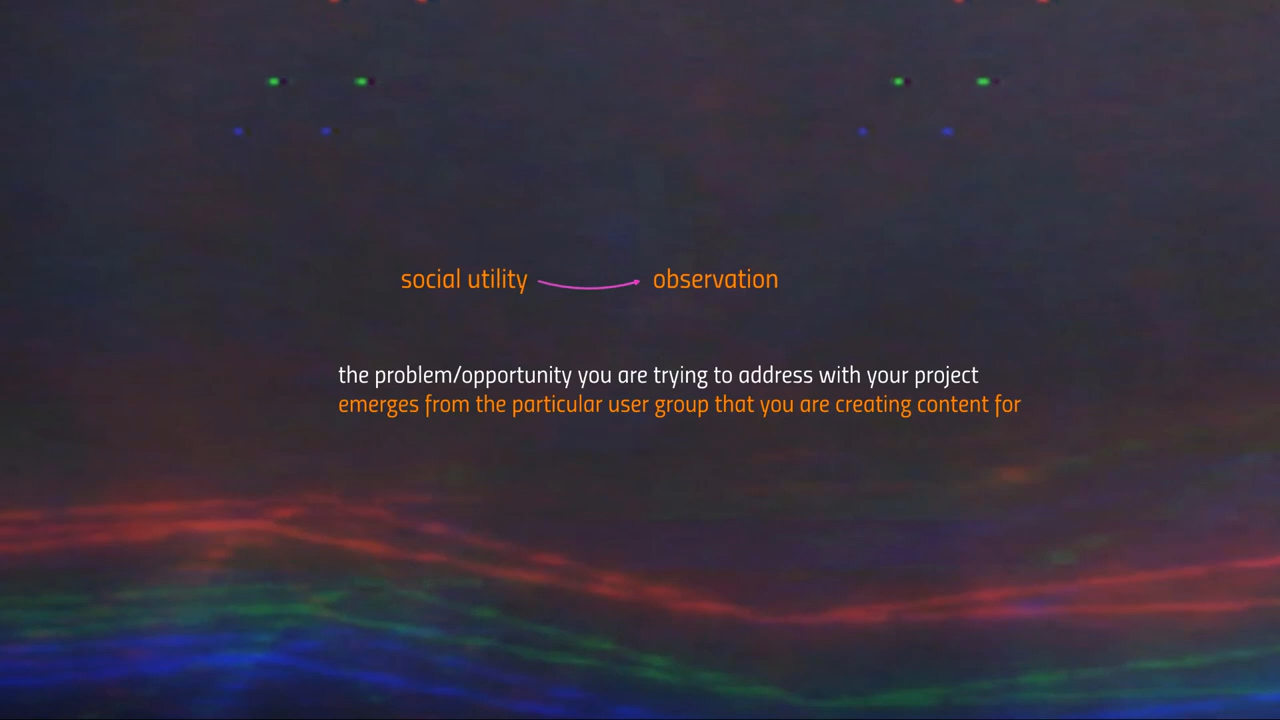 social utility observation
the problem/opportunity you are trying to address with your project
emerges from the particular user group that you are creating content for